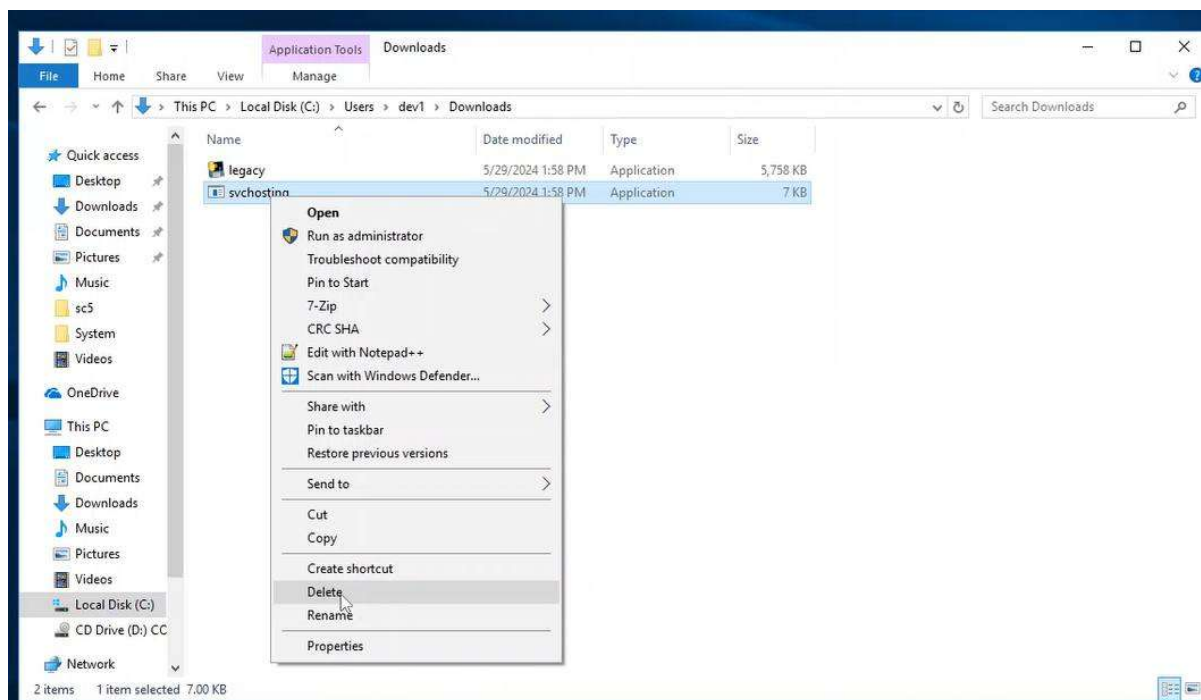 Application Tools Downloads
File Home Share View Manage
This PC > Local Disk (C:) > Users > dev1 > Downloads
Search Downloads
Name Date modified Type Size
legacy 5/29/2024 1:58 PM Application 5,758 KB
svchosting 5/29/2024 1:58 PM Application 7 KB
Quick access
Desktop
Downloads
Documents
Pictures
Music
sc5
System
Videos
OneDrive
This PC
Desktop
Documents
Downloads
Music
Pictures
Videos
Local Disk (C:)
CD Drive (D:) CC
Network
Open
Run as administrator
Troubleshoot compatibility
Pin to Start
7-Zip
CRC SHA
Edit with Notepad++
Scan with Windows Defender...
Share with
Pin to taskbar
Restore previous versions
Send to
Cut
Copy
Create shortcut
Delete
Rename
Properties
2 items 1 item selected 7.00 KB